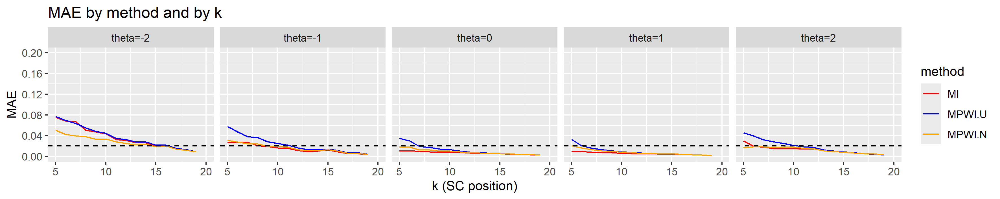 MAE by method and by k
theta=-2 theta=-1 theta=0 theta=1 theta=2
0.20
0.16
0.12
0.08
0.04
0.00
MAE
5 10 15 20 5 10 15 20 5 10 15 20 5 10 15 20 5 10 15 20
k (SC position)
method
MI
MPWI.U
MPWI.N